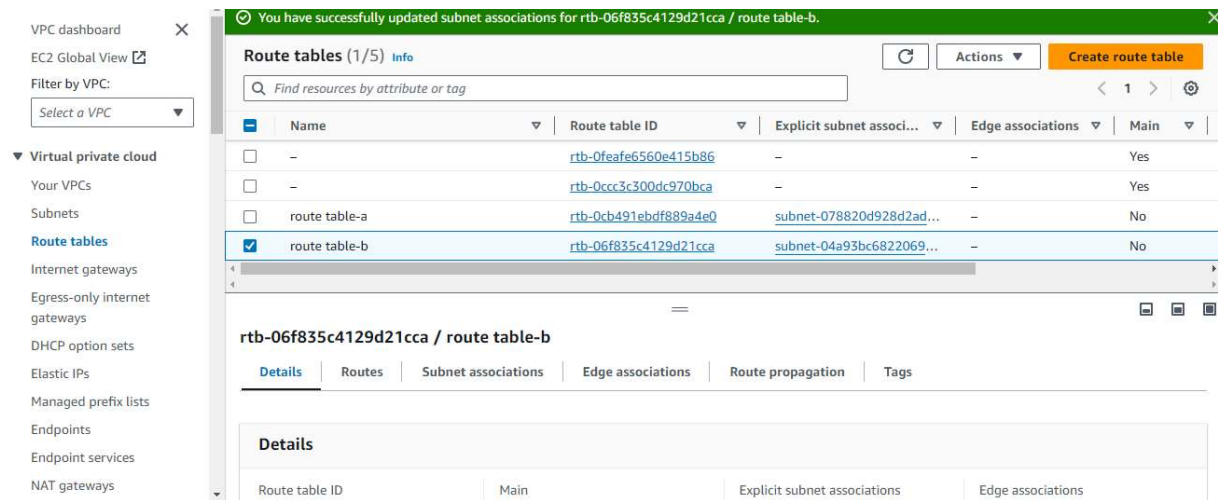 You have successfully updated subnet associations for rtb-06f835c4129d21cca / route table-b.
VPC dashboard
EC2 Global View
Filter by VPC:
Select a VPC
Virtual private cloud
Your VPCs
Subnets
Route tables
Internet gateways
Egress-only internet
gateways
DHCP option sets
Elastic IPs
Managed prefix lists
Endpoints
Endpoint services
NAT gateways
Route tables (1/5) Info
Actions
Create route table
Find resources by attribute or tag
1
Name Route table ID Explicit subnet associ... Edge associations Main
– rtb-0feafe6560e415b86 – – Yes
– rtb-0ccc3c300dc970bca – – Yes
route table-a rtb-0cb491ebdf889a4e0 subnet-078820d928d2ad... – No
route table-b rtb-06f835c4129d21cca subnet-04a93bc6822069... – No
rtb-06f835c4129d21cca / route table-b
Details Routes Subnet associations Edge associations Route propagation Tags
Details
Route table ID Main Explicit subnet associations Edge associations